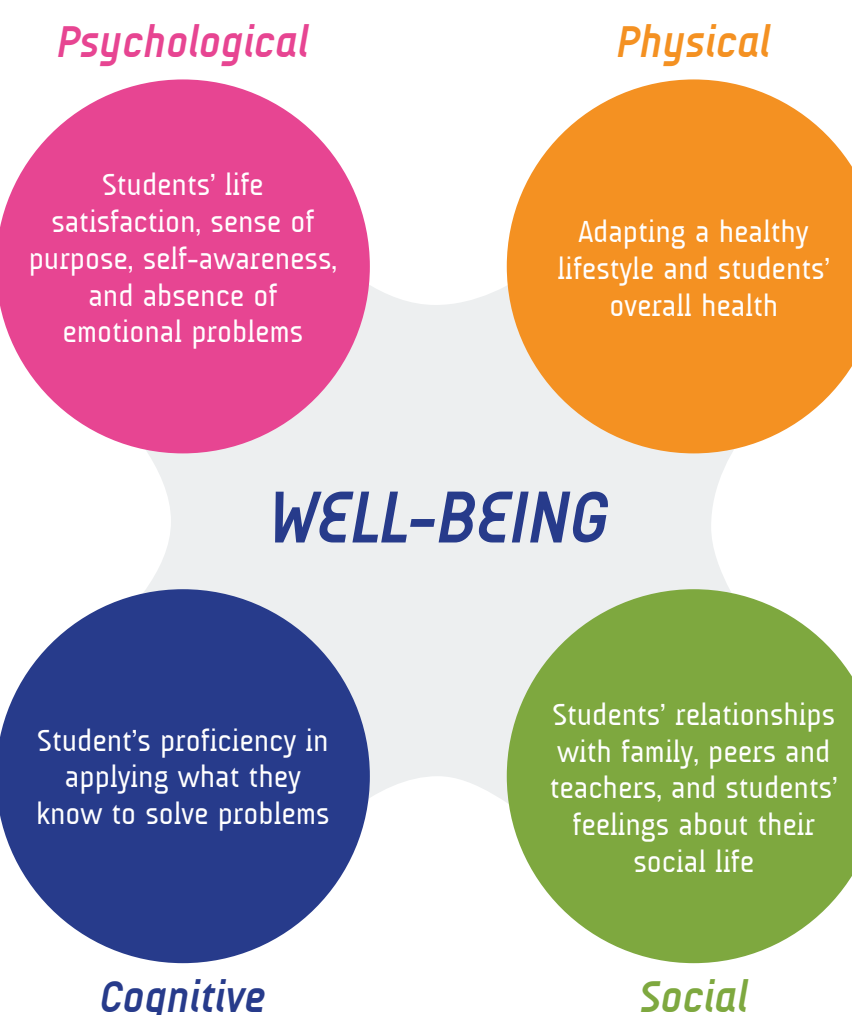 Psychological
Students’ life
satisfaction, sense of
purpose, self-awareness,
and absence of
emotional problems
Physical
Adapting a healthy
lifestyle and students’
overall health
WELL-BEING
Student’s proficiency in
applying what they
know to solve problems
Cognitive
Students’ relationships
with family, peers and
teachers, and students’
feelings about their
social life
Social